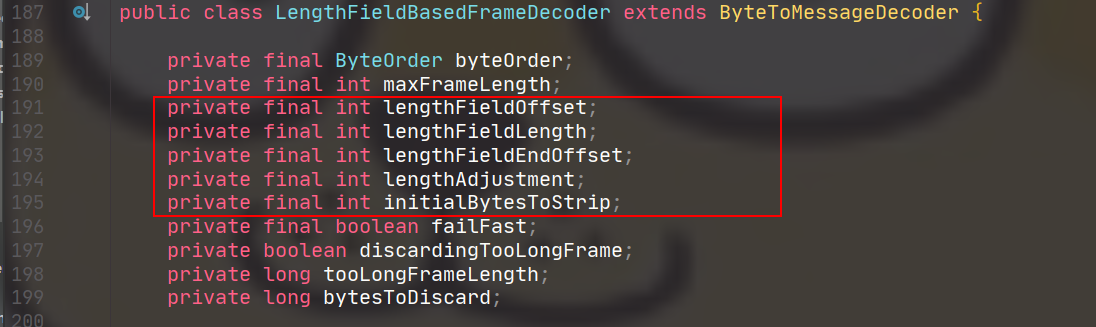 187 public class LengthFieldBasedFrameDecoder extends ByteToMessageDecoder {
188
189 private final ByteOrder byteOrder;
190 private final int maxFrameLength;
191 private final int lengthFieldOffset;
192 private final int lengthFieldLength;
193 private final int lengthFieldEndOffset;
194 private final int lengthAdjustment;
195 private final int initialBytesToStrip;
196 private final boolean failFast;
197 private boolean discardingTooLongFrame;
198 private long tooLongFrameLength;
199 private long bytesToDiscard;
200